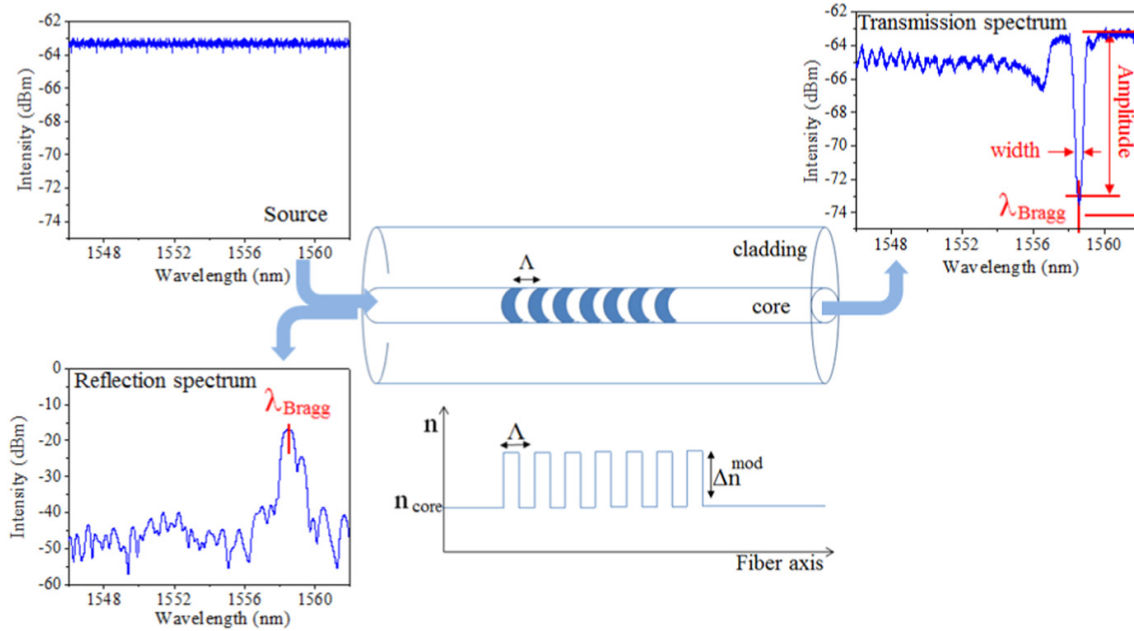 -62
-64
-66
-68
-70
-72
-74
Intensity (dBm)
Source
1548 1552 1556 1560
Wavelength (nm)
Transmission spectrum
-62
-64
-66
-68
-70
-72
-74
Intensity (dBm)
Amplitude
width
λBragg
1548 1552 1556 1560
Wavelength (nm)
cladding
Λ
core
Reflection spectrum
λBragg
0
-10
-20
-30
-40
-50
-60
Intensity (dBm)
1548 1552 1556 1560
Wavelength (nm)
n
Λ
Δn mod
n core
Fiber axis